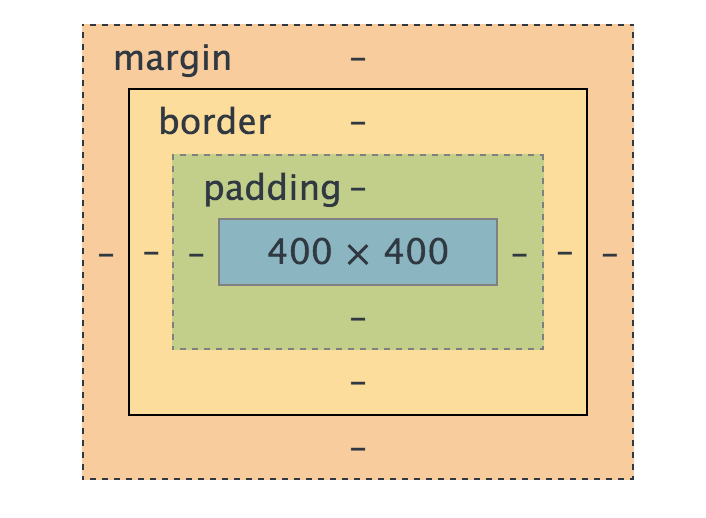 margin –
border –
padding –
– – – 400 × 400 – – –
–
–
–